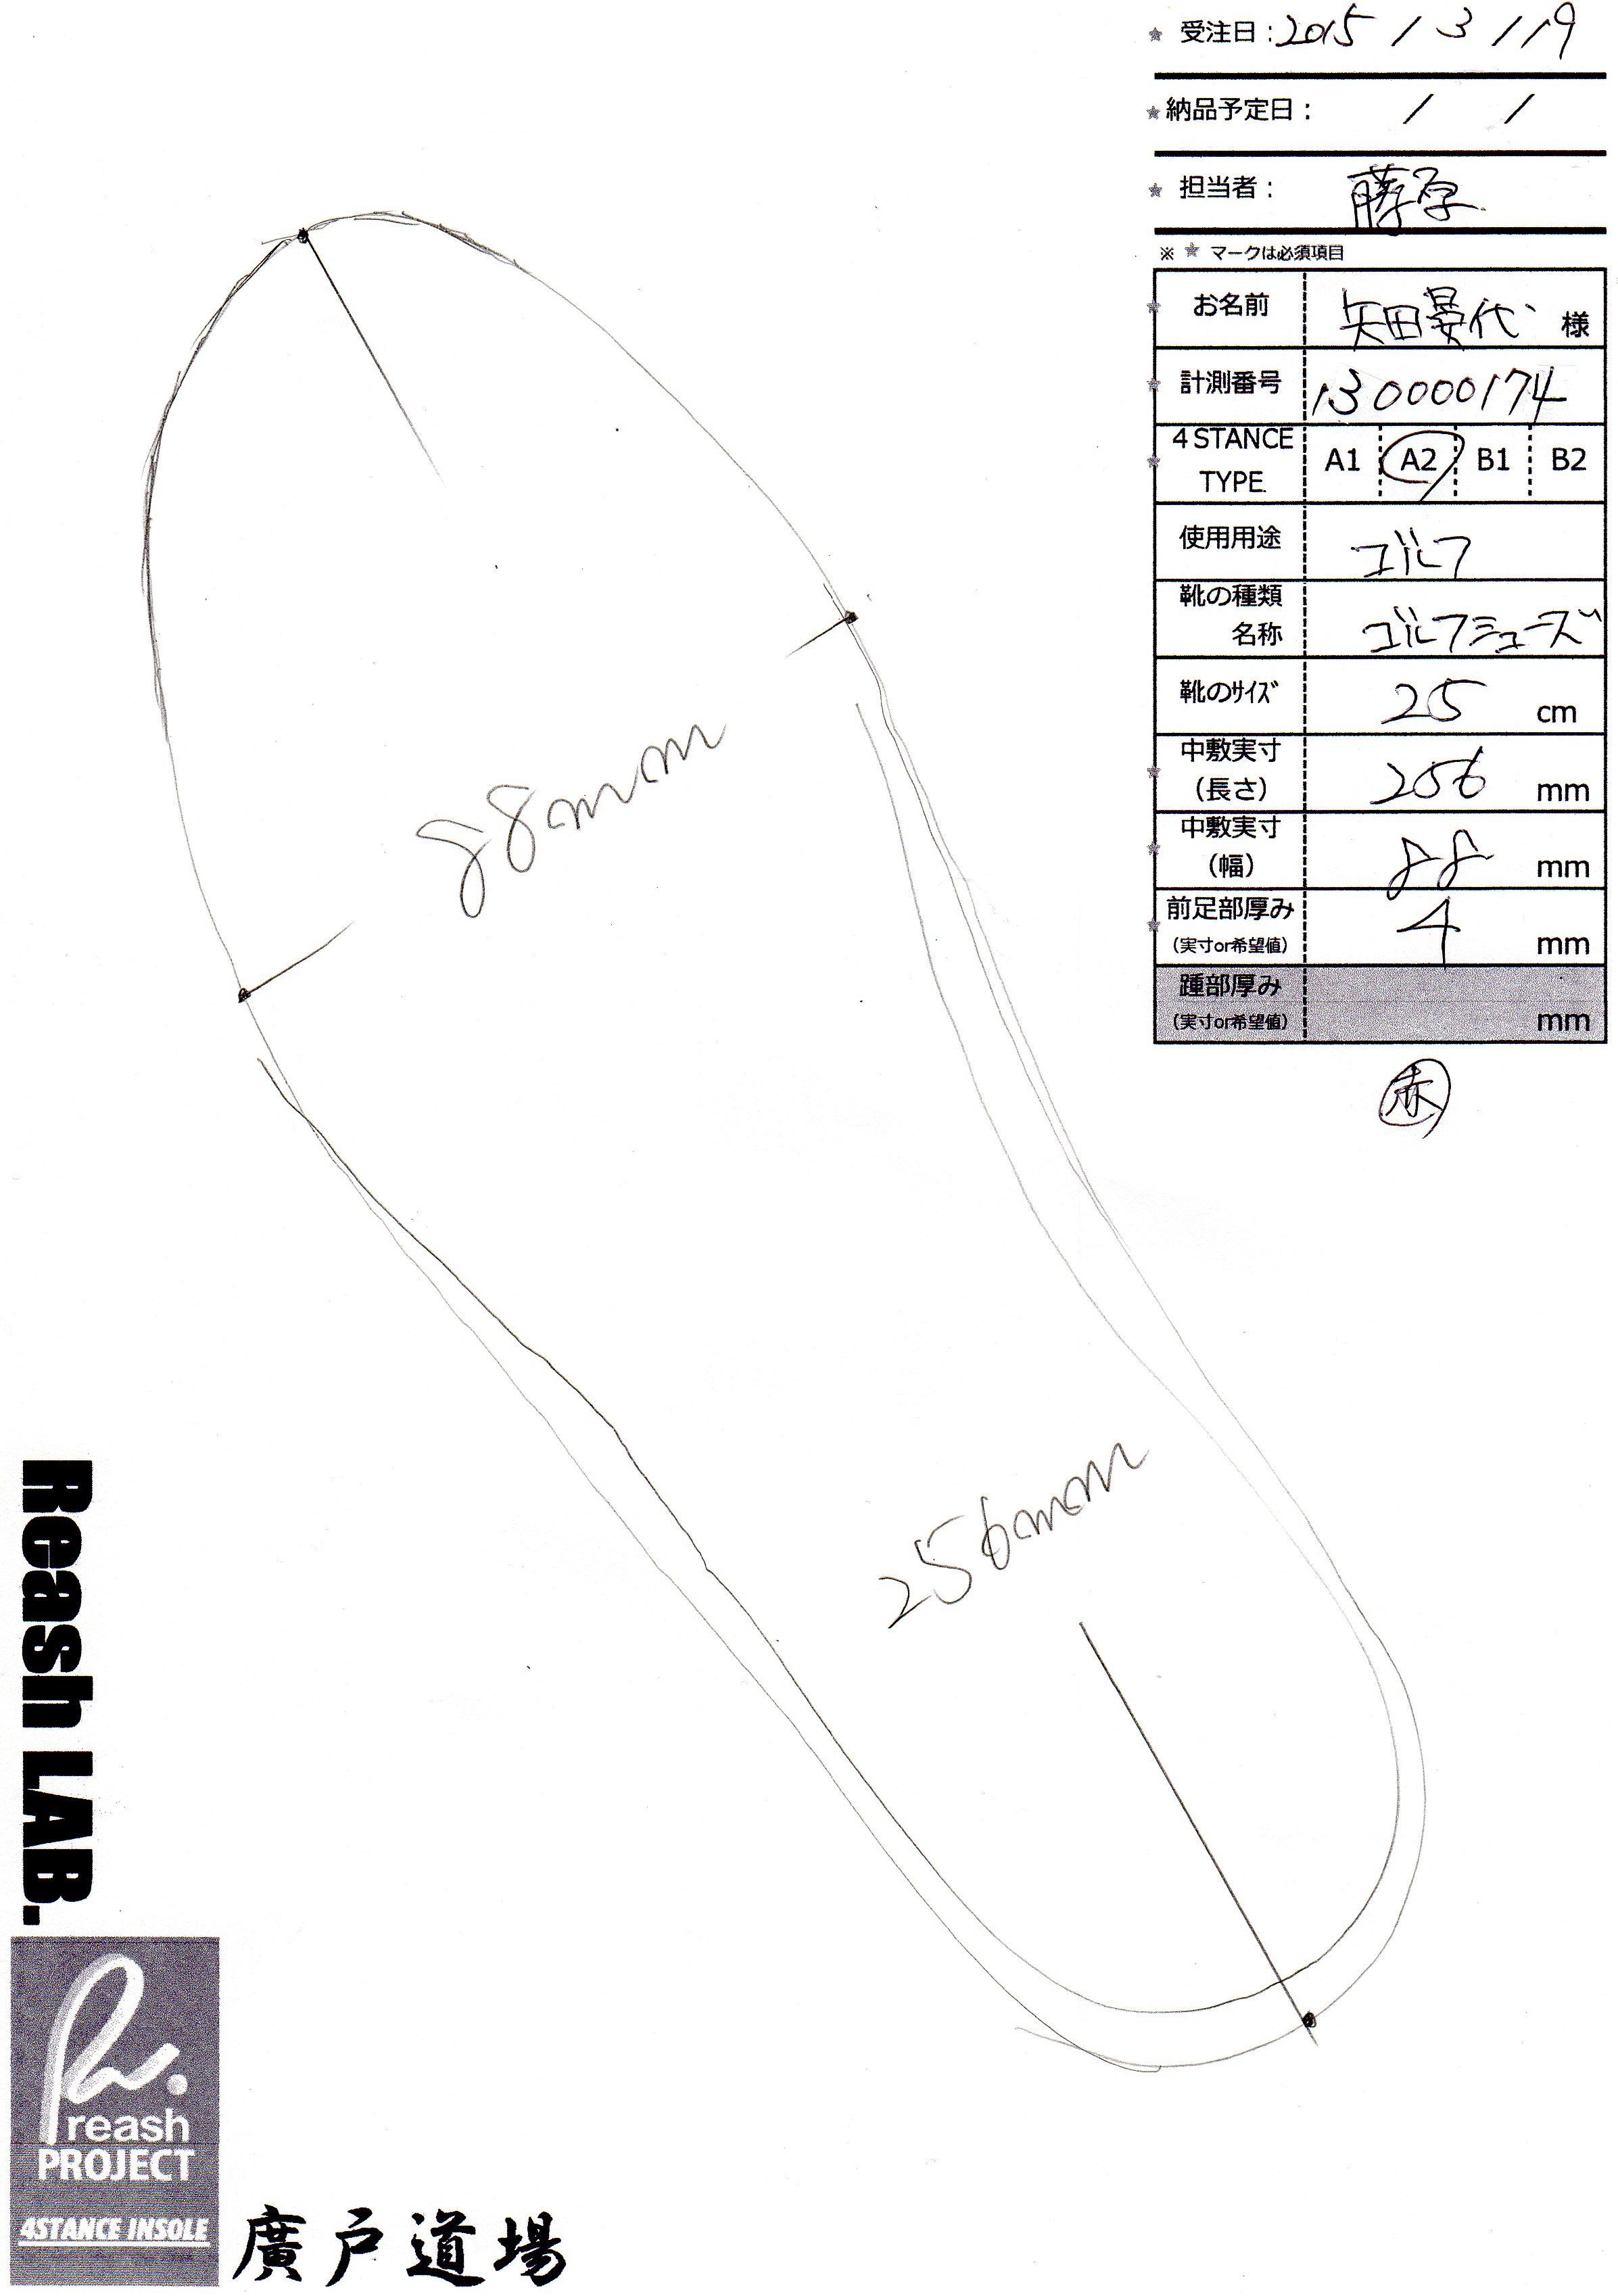 ★ 受注日：2015 / 3 / 19
★ 納品予定日： / /
★ 担当者： 藤原
※ ★ マークは必須項目
★ お名前 矢田晏代 様
★ 計測番号 130000174
★ 4 STANCE TYPE. A1 A2 B1 B2
使用用途 ゴルフ
靴の種類 名称 ゴルフシューズ
靴のサイズ 25 cm
★ 中敷実寸（長さ） 256 mm
★ 中敷実寸（幅） 88 mm
★ 前足部厚み（実寸or希望値） 4 mm
踵部厚み（実寸or希望値） mm
赤
88mm
256mm
Reash LAB.
reash
PROJECT
4STANCE INSOLE
廣戸道場